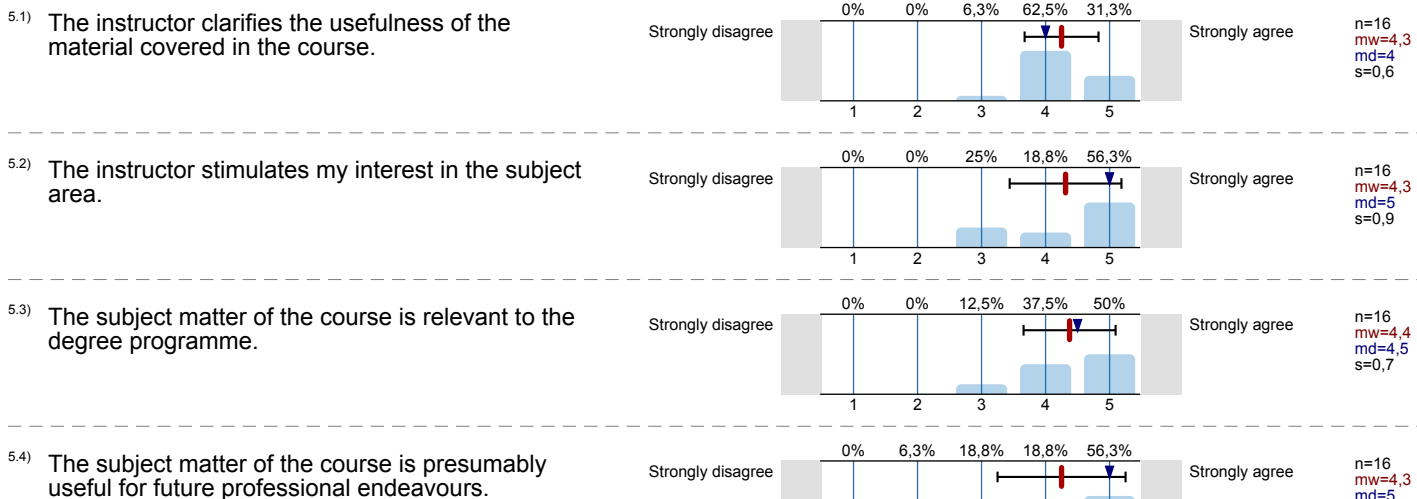 5.1) The instructor clarifies the usefulness of the
material covered in the course.
0% 0% 6,3% 62,5% 31,3%
Strongly disagree Strongly agree
1 2 3 4 5
n=16
mw=4,3
md=4
s=0,6
5.2) The instructor stimulates my interest in the subject
area.
0% 0% 25% 18,8% 56,3%
Strongly disagree Strongly agree
1 2 3 4 5
n=16
mw=4,3
md=5
s=0,9
5.3) The subject matter of the course is relevant to the
degree programme.
0% 0% 12,5% 37,5% 50%
Strongly disagree Strongly agree
1 2 3 4 5
n=16
mw=4,4
md=4,5
s=0,7
5.4) The subject matter of the course is presumably
useful for future professional endeavours.
0% 6,3% 18,8% 18,8% 56,3%
Strongly disagree Strongly agree
n=16
mw=4,3
md=5